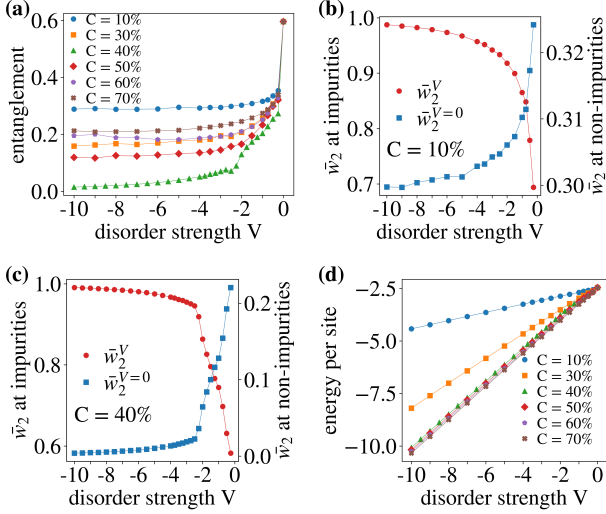 (a)
entanglement
0.6
0.4
0.2
0.0
C = 10%
C = 30%
C = 40%
C = 50%
C = 60%
C = 70%
-10 -8 -6 -4 -2 0
disorder strength V
(b)
w̄₂ at impurities
1.0
0.9
0.8
0.7
w̄₂^V
w̄₂^{V=0}
C = 10%
0.32
0.31
0.30
w̄₂ at non-impurities
-10 -8 -6 -4 -2 0
disorder strength V
(c)
w̄₂ at impurities
1.0
0.8
0.6
w̄₂^V
w̄₂^{V=0}
C = 40%
0.2
0.1
0.0
w̄₂ at non-impurities
-10 -8 -6 -4 -2 0
disorder strength V
(d)
energy per site
−2.5
−5.0
−7.5
−10.0
C = 10%
C = 30%
C = 40%
C = 50%
C = 60%
C = 70%
-10 -8 -6 -4 -2 0
disorder strength V